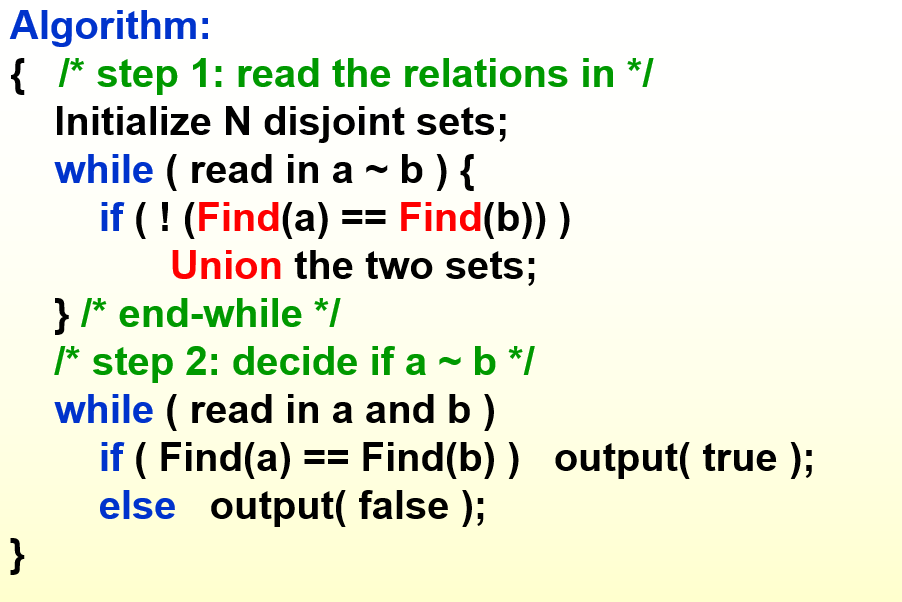 Algorithm:
{ /* step 1: read the relations in */
Initialize N disjoint sets;
while ( read in a ~ b ) {
if ( ! (Find(a) == Find(b)) )
Union the two sets;
} /* end-while */
/* step 2: decide if a ~ b */
while ( read in a and b )
if ( Find(a) == Find(b) ) output( true );
else output( false );
}